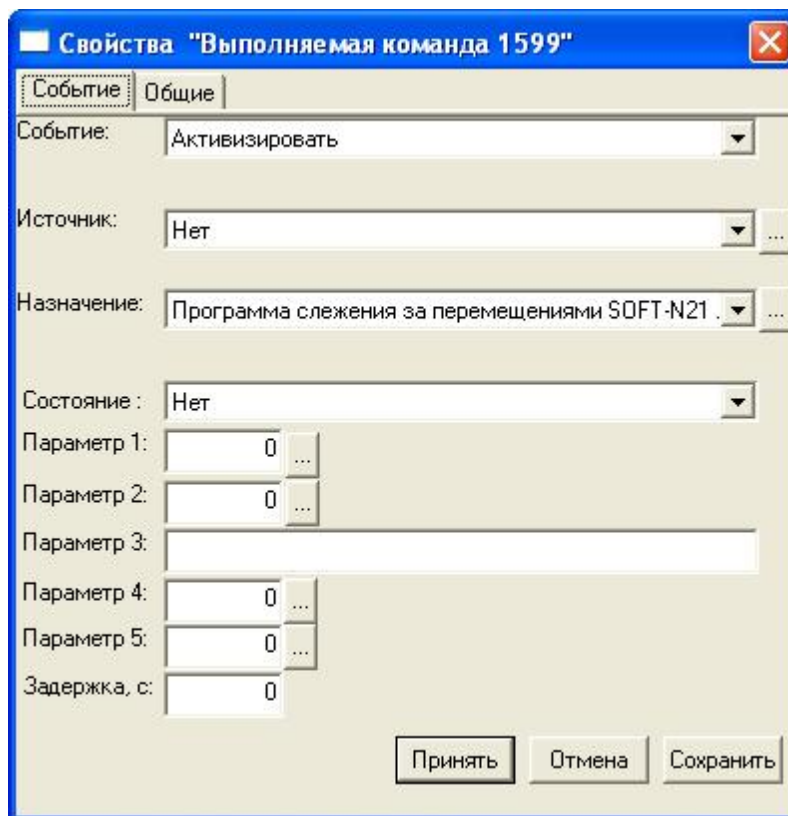 Свойства "Выполняемая команда 1599"
Событие Общие
Событие: Активизировать
Источник: Нет ...
Назначение: Программа слежения за перемещениями SOFT-N21 . ...
Состояние : Нет
Параметр 1: 0 ...
Параметр 2: 0 ...
Параметр 3:
Параметр 4: 0 ...
Параметр 5: 0 ...
Задержка, с: 0
Принять Отмена Сохранить